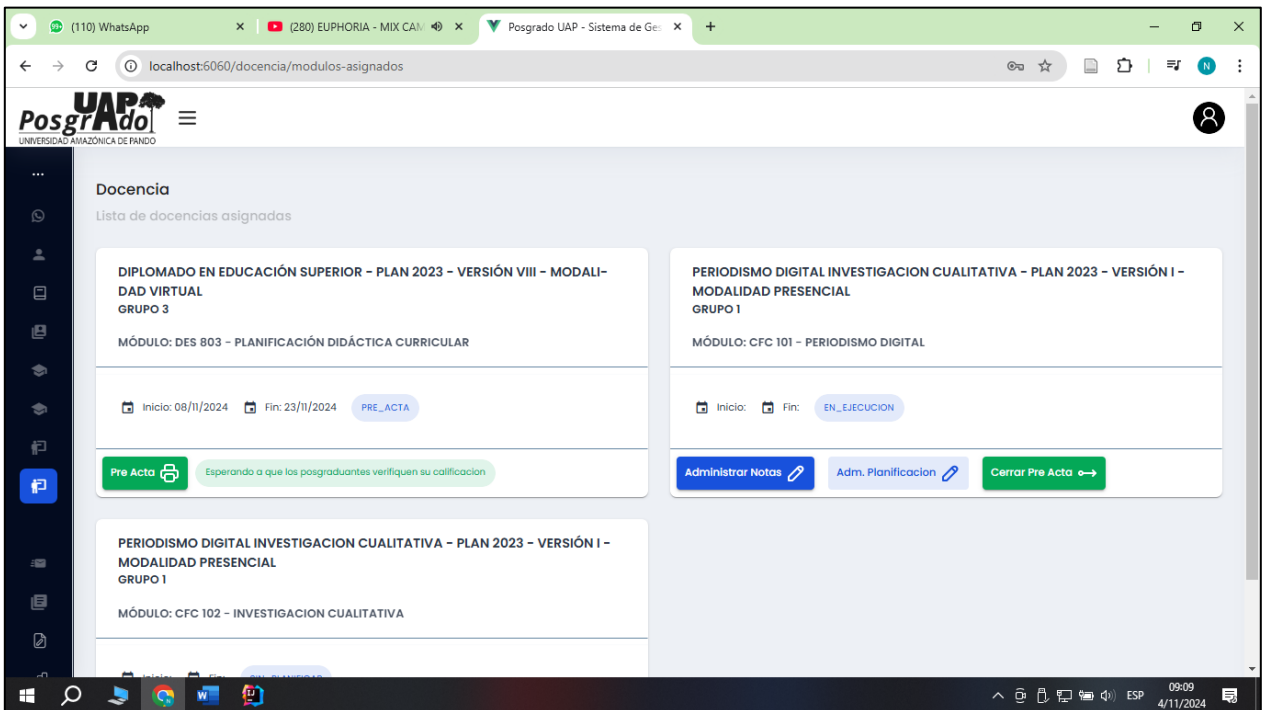 (110) WhatsApp
(280) EUPHORIA - MIX CAM
Posgrado UAP - Sistema de Ges
localhost:6060/docencia/modulos-asignados
N
UAP
Posgrado
UNIVERSIDAD AMAZÓNICA DE PANDO
Docencia
Lista de docencias asignadas
DIPLOMADO EN EDUCACIÓN SUPERIOR - PLAN 2023 - VERSIÓN VIII - MODALI-
DAD VIRTUAL
GRUPO 3
MÓDULO: DES 803 - PLANIFICACIÓN DIDÁCTICA CURRICULAR
Inicio: 08/11/2024 Fin: 23/11/2024 PRE_ACTA
Pre Acta Esperando a que los posgraduantes verifiquen su calificacion
PERIODISMO DIGITAL INVESTIGACION CUALITATIVA - PLAN 2023 - VERSIÓN I -
MODALIDAD PRESENCIAL
GRUPO 1
MÓDULO: CFC 101 - PERIODISMO DIGITAL
Inicio: Fin: EN_EJECUCION
Administrar Notas Adm. Planificacion Cerrar Pre Acta
PERIODISMO DIGITAL INVESTIGACION CUALITATIVA - PLAN 2023 - VERSIÓN I -
MODALIDAD PRESENCIAL
GRUPO 1
MÓDULO: CFC 102 - INVESTIGACION CUALITATIVA
Inicio: Fin: SIN_PLANIFICAR
ESP
09:09
4/11/2024